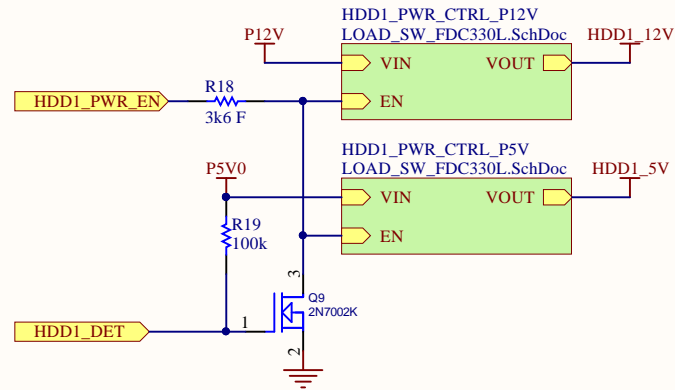 HDD1_PWR_CTRL_P12V
LOAD_SW_FDC330L.SchDoc
P12V
HDD1_12V
VIN
VOUT
R18
HDD1_PWR_EN
EN
3k6 F
HDD1_PWR_CTRL_P5V
P5V0
LOAD_SW_FDC330L.SchDoc
HDD1_5V
VIN
VOUT
R19
100k
EN
3
Q9
2N7002K
HDD1_DET
1
2